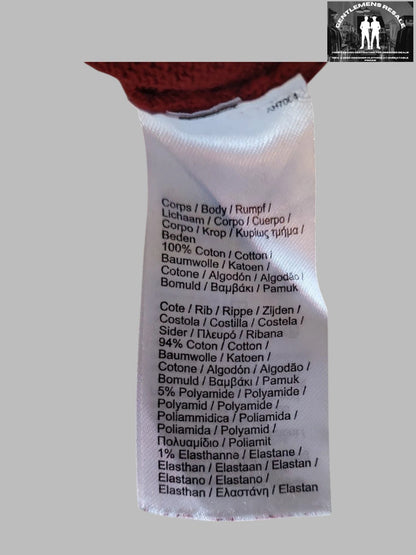 GENTLEMENS RESALE
Corps / Body / Rumpf /
Lichaam / Corpo / Cuerpo /
Corpo / Krop / Κυρίως τμήμα /
Beden
100% Coton / Cotton /
Baumwolle / Katoen /
Cotone / Algodón / Algodão /
Bomuld / Βαμβάκι / Pamuk
Cote / Rib / Rippe / Zijden /
Costola / Costilla / Costela /
Sider / Πλευρό / Ribana
94% Coton / Cotton /
Baumwolle / Katoen /
Cotone / Algodón / Algodão /
Bomuld / Βαμβάκι / Pamuk
5% Polyamide / Polyamide /
Polyamid / Polyamide /
Poliammidica / Poliamida /
Poliamida / Polyamid /
Πολυαμίδιο / Poliamit
1% Elasthanne / Elastane /
Elasthan / Elastaan / Elastan /
Elastano / Elastano /
Elasthan / Ελαστάνη / Elastan